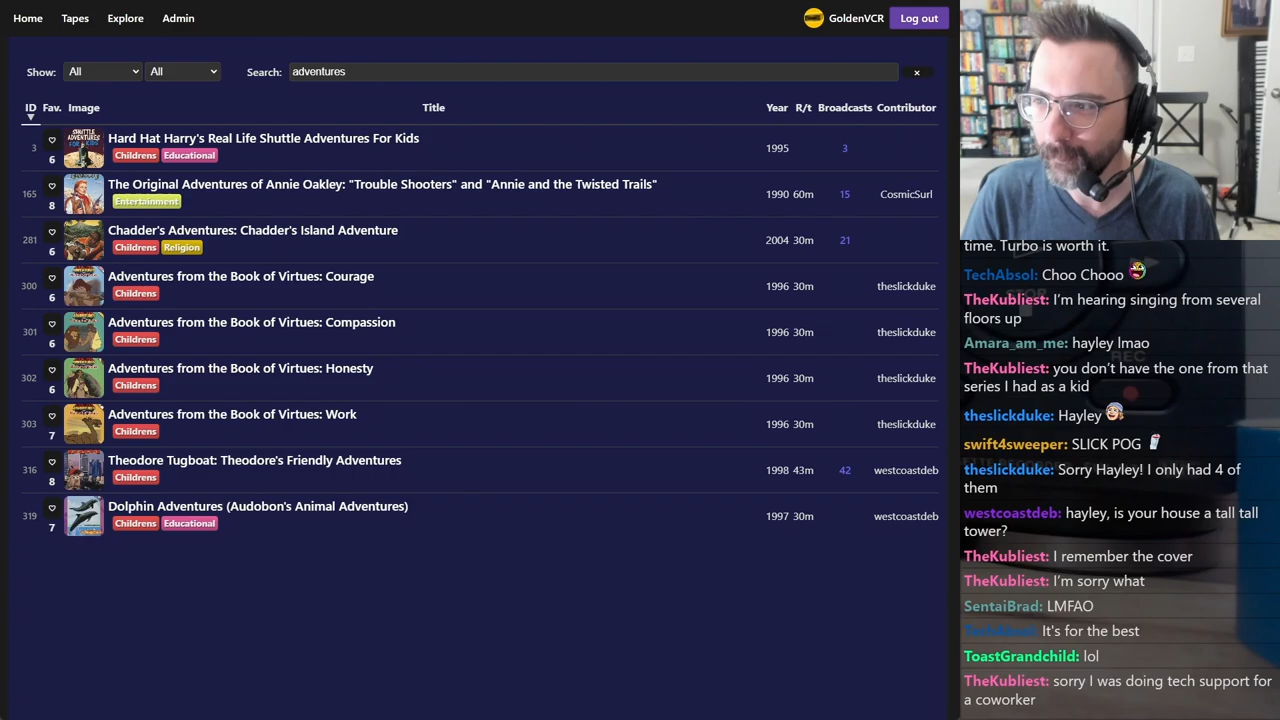 Home Tapes Explore Admin GoldenVCR Log out
Show: All All Search: adventures ×
ID Fav. Image Title Year R/t Broadcasts Contributor
▼
3 6 Hard Hat Harry's Real Life Shuttle Adventures For Kids 1995 3
Childrens Educational
SHUTTLE
ADVENTURES
FOR KIDS
165 8 The Original Adventures of Annie Oakley: "Trouble Shooters" and "Annie and the Twisted Trails" 1990 60m 15 CosmicSurl
Entertainment
281 6 Chadder's Adventures: Chadder's Island Adventure 2004 30m 21
Childrens Religion
300 6 Adventures from the Book of Virtues: Courage 1996 30m theslickduke
Childrens
301 6 Adventures from the Book of Virtues: Compassion 1996 30m theslickduke
Childrens
302 6 Adventures from the Book of Virtues: Honesty 1996 30m theslickduke
Childrens
303 7 Adventures from the Book of Virtues: Work 1996 30m theslickduke
Childrens
316 8 Theodore Tugboat: Theodore's Friendly Adventures 1998 43m 42 westcoastdeb
Childrens
319 7 Dolphin Adventures (Audobon's Animal Adventures) 1997 30m westcoastdeb
Childrens Educational
time. Turbo is worth it.
TechAbsol: Choo Chooo
TheKubliest: I'm hearing singing from several
floors up
Amara_am_me: hayley lmao
TheKubliest: you don't have the one from that
series I had as a kid
theslickduke: Hayley
swift4sweeper: SLICK POG
theslickduke: Sorry Hayley! I only had 4 of
them
westcoastdeb: hayley, is your house a tall tall
tower?
TheKubliest: I remember the cover
TheKubliest: I'm sorry what
SentaiBrad: LMFAO
TechAbsol: It's for the best
ToastGrandchild: lol
TheKubliest: sorry I was doing tech support for
a coworker
STOP
REC